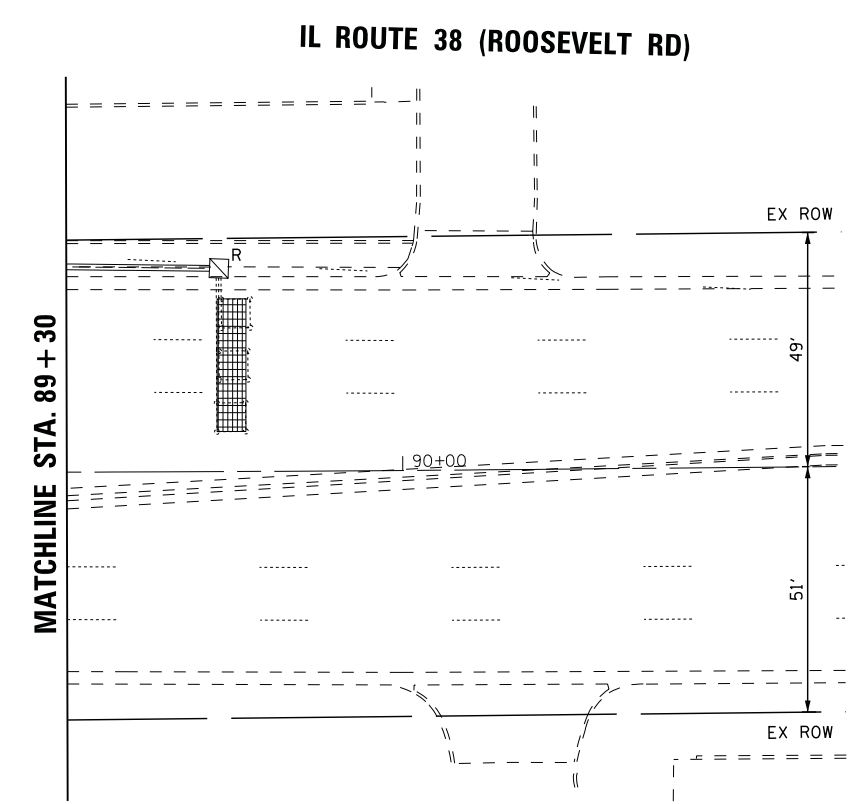 IL ROUTE 38 (ROOSEVELT RD)
EX ROW
R
49'
MATCHLINE STA. 89 + 30
90+00
51'
EX ROW